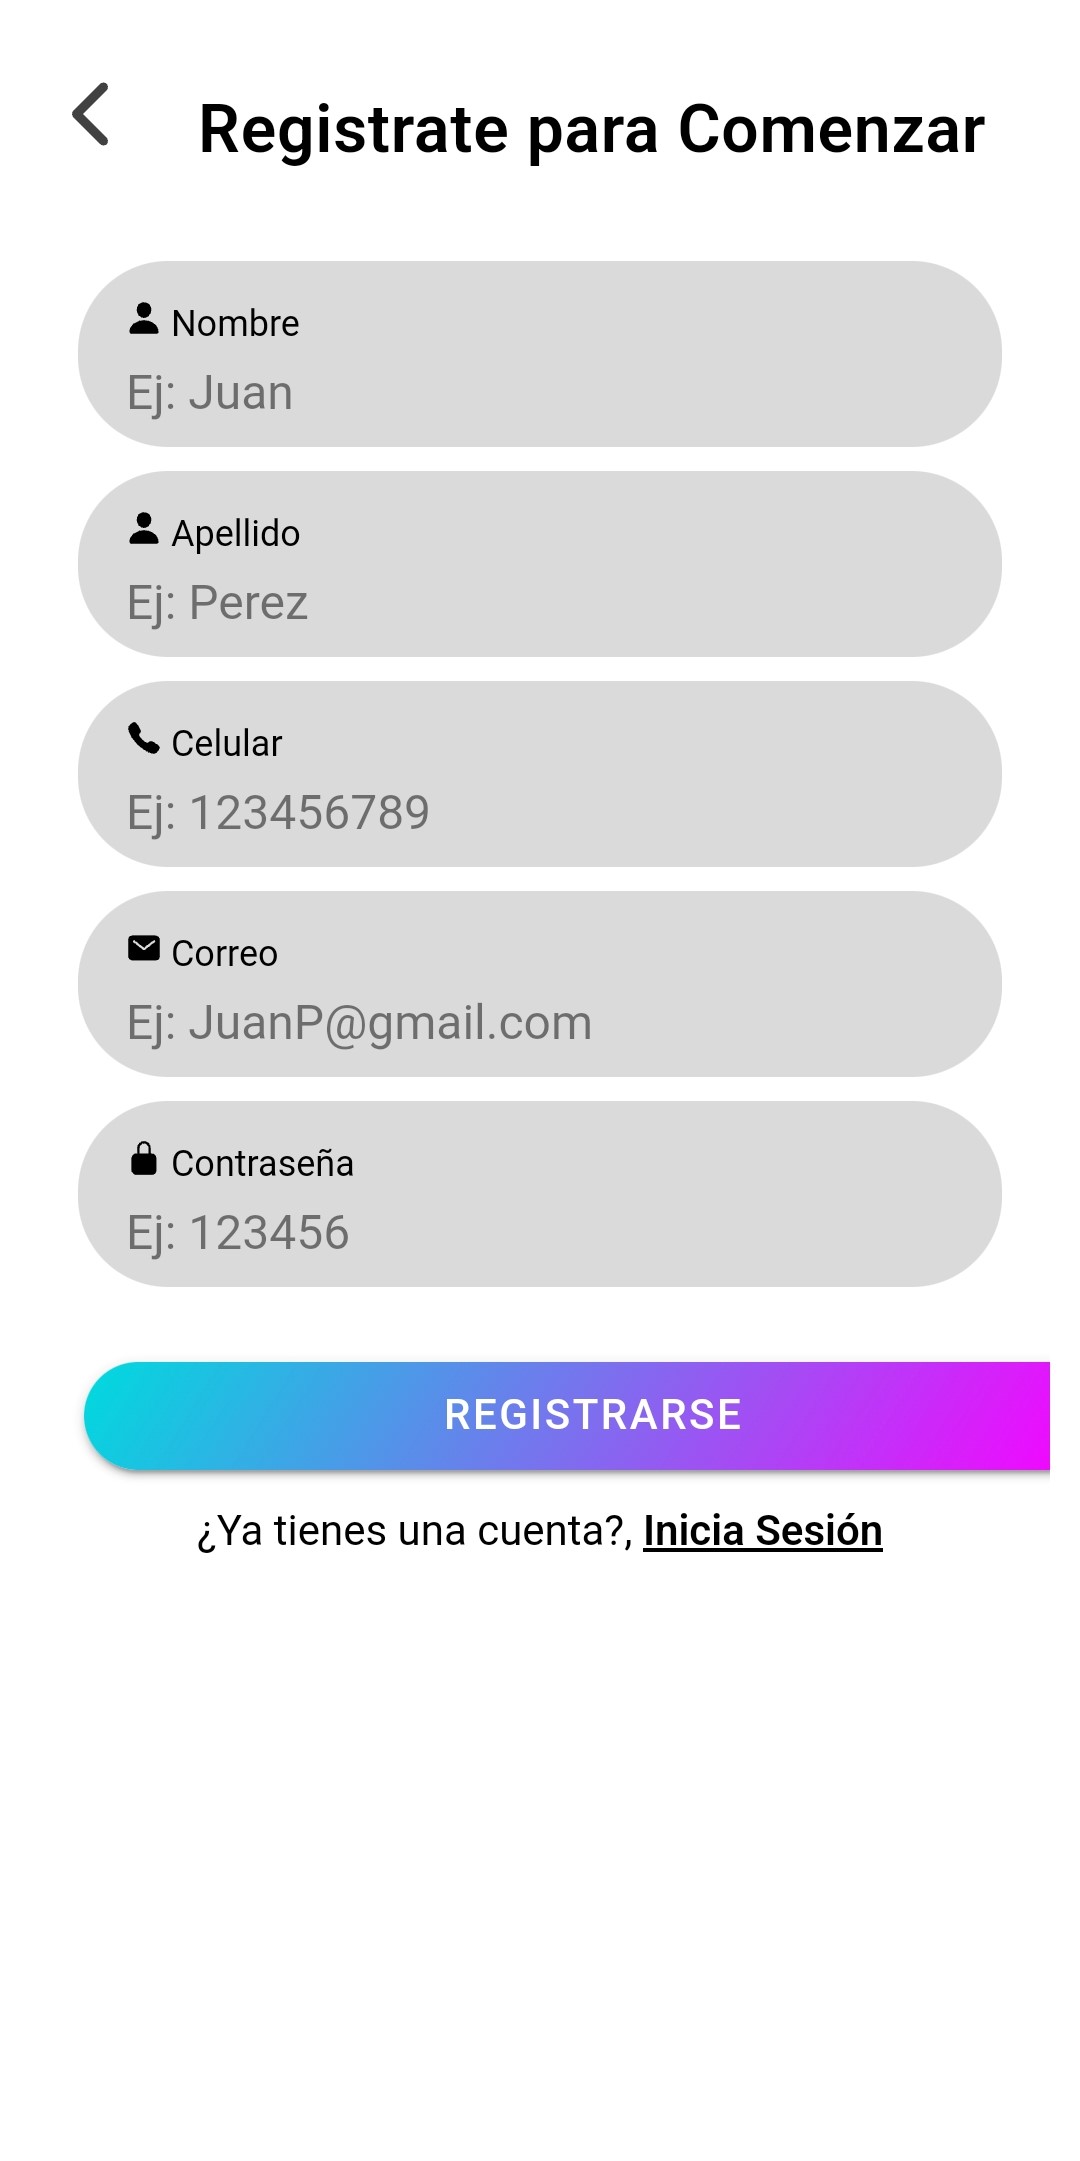 Registrate para Comenzar
Nombre
Ej: Juan
Apellido
Ej: Perez
Celular
Ej: 123456789
Correo
Ej: JuanP@gmail.com
Contraseña
Ej: 123456
REGISTRARSE
¿Ya tienes una cuenta?, Inicia Sesión